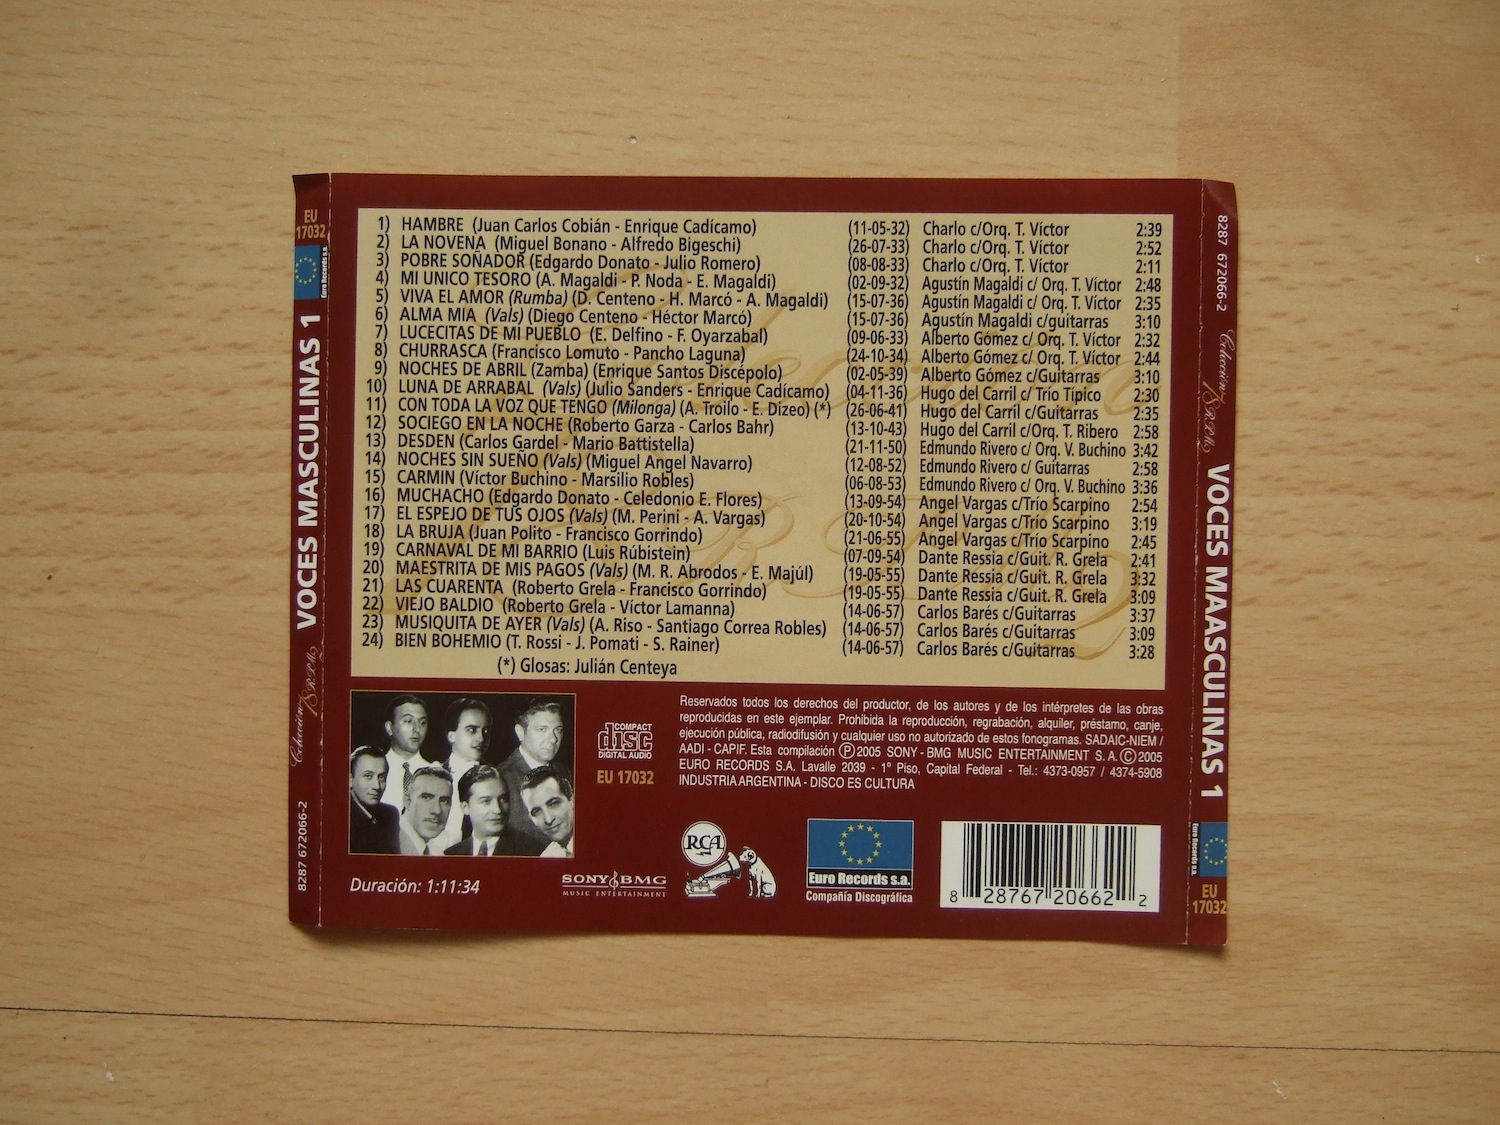 EU
17032
Euro Records s.a.
VOCES MASCULINAS 1
Colección
78 R.P.M.
8287 672066-2
1) HAMBRE (Juan Carlos Cobián - Enrique Cadícamo) (11-05-32) Charlo c/Orq. T. Víctor 2:39
2) LA NOVENA (Miguel Bonano - Alfredo Bigeschi) (26-07-33) Charlo c/Orq. T. Víctor 2:52
3) POBRE SOÑADOR (Edgardo Donato - Julio Romero) (08-08-33) Charlo c/Orq. T. Víctor 2:11
4) MI UNICO TESORO (A. Magaldi - P. Noda - E. Magaldi) (02-09-32) Agustín Magaldi c/ Orq. T. Víctor 2:48
5) VIVA EL AMOR (Rumba) (D. Centeno - H. Marcó - A. Magaldi) (15-07-36) Agustín Magaldi c/ Orq. T. Víctor 2:35
6) ALMA MIA (Vals) (Diego Centeno - Héctor Marcó) (15-07-36) Agustín Magaldi c/guitarras 3:10
7) LUCECITAS DE MI PUEBLO (E. Delfino - F. Oyarzabal) (09-06-33) Alberto Gómez c/ Orq. T. Víctor 2:32
8) CHURRASCA (Francisco Lomuto - Pancho Laguna) (24-10-34) Alberto Gómez c/ Orq. T. Víctor 2:44
9) NOCHES DE ABRIL (Zamba) (Enrique Santos Discépolo) (02-05-39) Alberto Gómez c/Guitarras 3:10
10) LUNA DE ARRABAL (Vals) (Julio Sanders - Enrique Cadícamo) (04-11-36) Hugo del Carril c/ Trío Típico 2:30
11) CON TODA LA VOZ QUE TENGO (Milonga) (A. Troilo - E. Dizeo) (*) (26-06-41) Hugo del Carril c/Guitarras 2:35
12) SOCIEGO EN LA NOCHE (Roberto Garza - Carlos Bahr) (13-10-43) Hugo del Carril c/Orq. T. Ribero 2:58
13) DESDEN (Carlos Gardel - Mario Battistella) (21-11-50) Edmundo Rivero c/ Orq. V. Buchino 3:42
14) NOCHES SIN SUEÑO (Vals) (Miguel Angel Navarro) (12-08-52) Edmundo Rivero c/ Guitarras 2:58
15) CARMIN (Víctor Buchino - Marsilio Robles) (06-08-53) Edmundo Rivero c/ Orq. V. Buchino 3:36
16) MUCHACHO (Edgardo Donato - Celedonio E. Flores) (13-09-54) Angel Vargas c/Trío Scarpino 2:54
17) EL ESPEJO DE TUS OJOS (Vals) (M. Perini - A. Vargas) (20-10-54) Angel Vargas c/Trío Scarpino 3:19
18) LA BRUJA (Juan Polito - Francisco Gorrindo) (21-06-55) Angel Vargas c/Trío Scarpino 2:45
19) CARNAVAL DE MI BARRIO (Luis Rúbistein) (07-09-54) Dante Ressia c/Guit. R. Grela 2:41
20) MAESTRITA DE MIS PAGOS (Vals) (M. R. Abrodos - E. Majúl) (19-05-55) Dante Ressia c/Guit. R. Grela 3:32
21) LAS CUARENTA (Roberto Grela - Francisco Gorrindo) (19-05-55) Dante Ressia c/Guit. R. Grela 3:09
22) VIEJO BALDIO (Roberto Grela - Víctor Lamanna) (14-06-57) Carlos Barés c/Guitarras 3:37
23) MUSIQUITA DE AYER (Vals) (A. Riso - Santiago Correa Robles) (14-06-57) Carlos Barés c/Guitarras 3:09
24) BIEN BOHEMIO (T. Rossi - J. Pomati - S. Rainer) (14-06-57) Carlos Barés c/Guitarras 3:28
(*) Glosas: Julián Centeya
COMPACT
disc
DIGITAL AUDIO
EU 17032
Reservados todos los derechos del productor, de los autores y de los intérpretes de las obras
reproducidas en este ejemplar. Prohibida la reproducción, regrabación, alquiler, préstamo, canje,
ejecución pública, radiodifusión y cualquier uso no autorizado de estos fonogramas. SADAIC-NIEM /
AADI - CAPIF. Esta compilación Ⓟ2005 SONY - BMG MUSIC ENTERTAINMENT S.A.Ⓒ2005
EURO RECORDS S.A. Lavalle 2039 - 1º Piso, Capital Federal - Tel.: 4373-0957 / 4374-5908
INDUSTRIA ARGENTINA - DISCO ES CULTURA
Duración: 1:11:34
SONY BMG
MUSIC ENTERTAINMENT
RCA
Euro Records s.a.
Compañía Discográfica
8 28767 20662 2
8287 672066-2
Colección
78 R.P.M.
VOCES MAASCULINAS 1
Euro Records s.a.
EU
17032